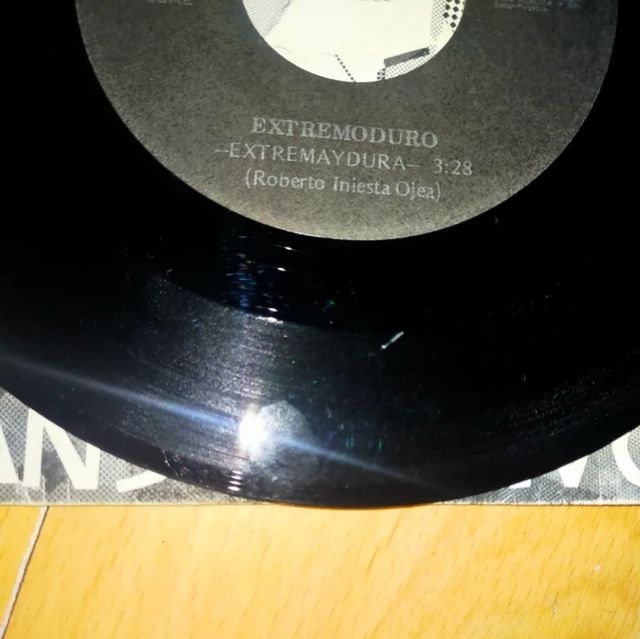 EXTREMODURO
-EXTREMAYDURA- 3:28
(Roberto Iniesta Ojea)